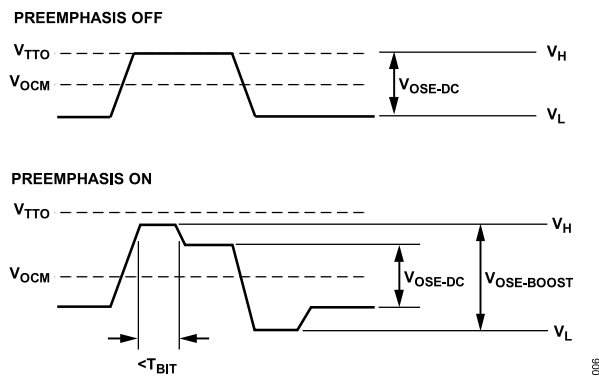 PREEMPHASIS OFF
VTTO
VH
VOCM
VOSE-DC
VL
PREEMPHASIS ON
VTTO
VH
VOCM
VOSE-DC
VOSE-BOOST
VL
<TBIT
006